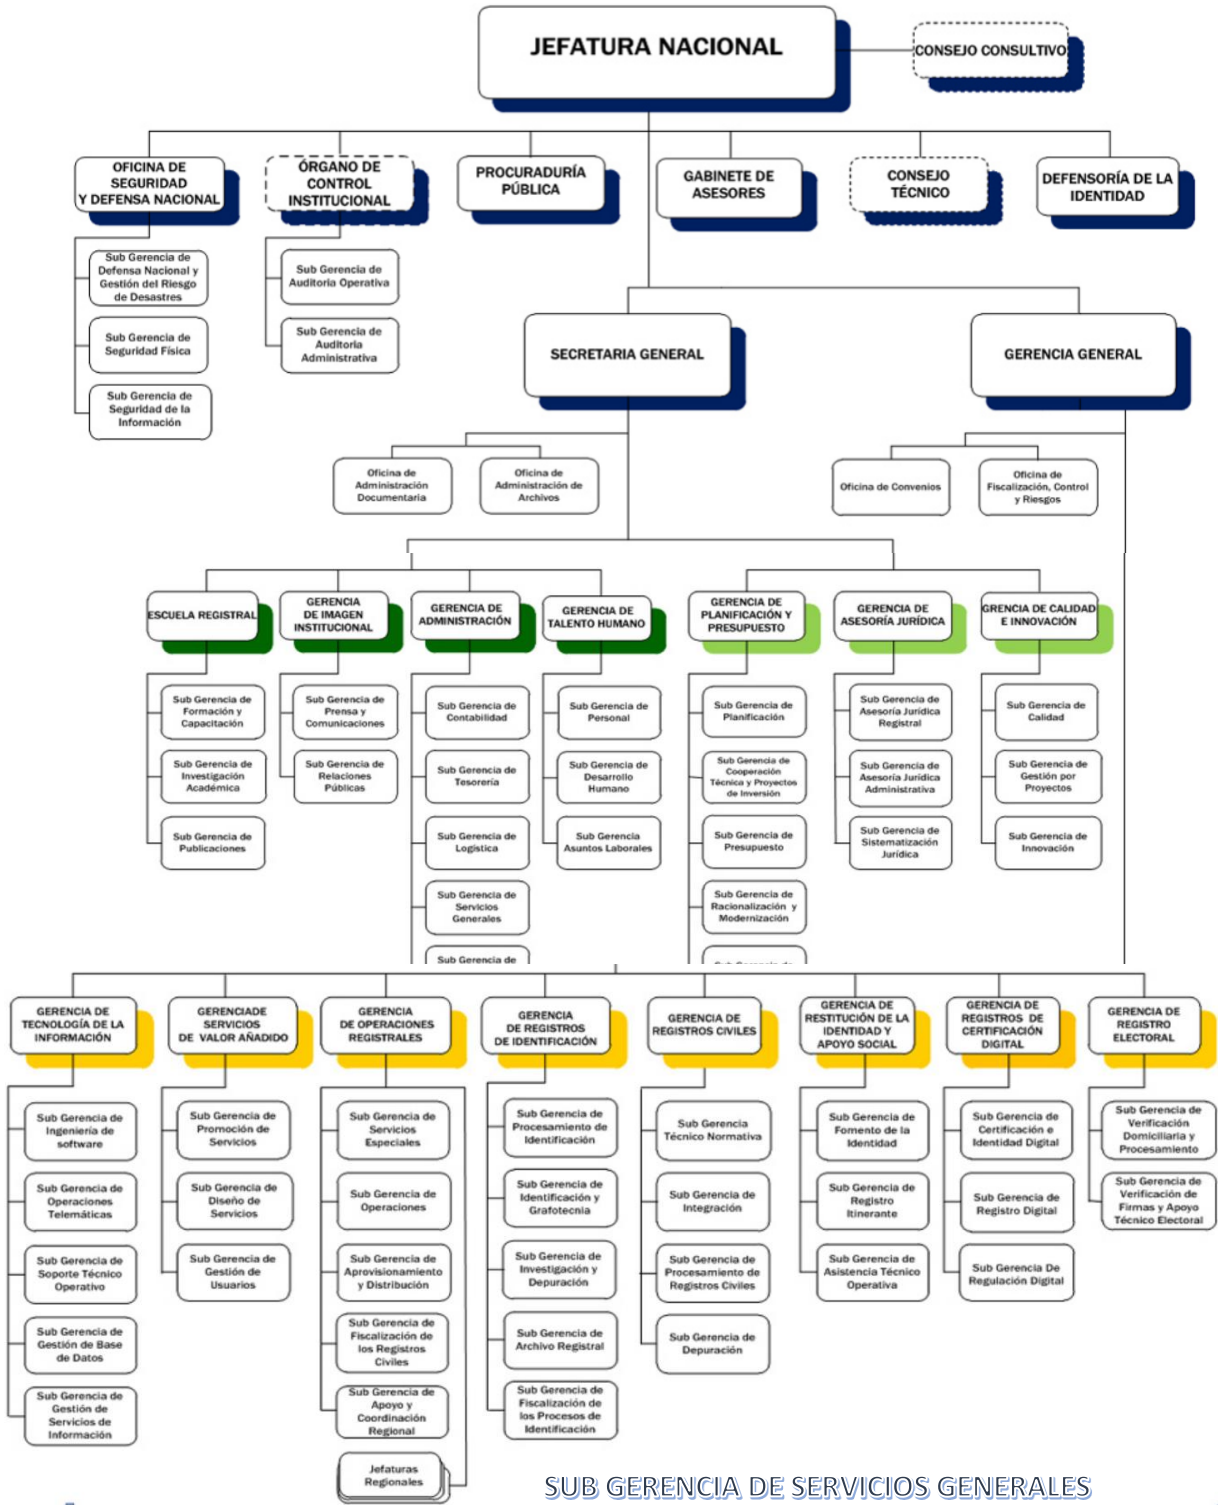 JEFATURA NACIONAL
CONSEJO CONSULTIVO
OFICINA DE
SEGURIDAD
Y DEFENSA NACIONAL
ÓRGANO DE
CONTROL
INSTITUCIONAL
PROCURADURÍA
PÚBLICA
GABINETE DE
ASESORES
CONSEJO
TÉCNICO
DEFENSORÍA DE LA
IDENTIDAD
Sub Gerencia de
Defensa Nacional y
Gestión del Riesgo
de Desastres
Sub Gerencia de
Seguridad Física
Sub Gerencia de
Seguridad de la
Información
Sub Gerencia de
Auditoria Operativa
Sub Gerencia de
Auditoria
Administrativa
SECRETARIA GENERAL
GERENCIA GENERAL
Oficina de
Administración
Documentaria
Oficina de
Administración de
Archivos
Oficina de Convenios
Oficina de
Fiscalización, Control
y Riesgos
ESCUELA REGISTRAL
GERENCIA
DE IMAGEN
INSTITUCIONAL
GERENCIA DE
ADMINISTRACIÓN
GERENCIA DE
TALENTO HUMANO
GERENCIA DE
PLANIFICACIÓN Y
PRESUPUESTO
GERENCIA DE
ASESORÍA JURÍDICA
GRENCIA DE CALIDAD
E INNOVACIÓN
Sub Gerencia de
Formación y
Capacitación
Sub Gerencia de
Investigación
Académica
Sub Gerencia de
Publicaciones
Sub Gerencia de
Prensa y
Comunicaciones
Sub Gerencia de
Relaciones
Públicas
Sub Gerencia de
Contabilidad
Sub Gerencia de
Tesorería
Sub Gerencia de
Logística
Sub Gerencia de
Servicios
Generales
Sub Gerencia de
Sub Gerencia de
Personal
Sub Gerencia de
Desarrollo
Humano
Sub Gerencia
Asuntos Laborales
Sub Gerencia de
Planificación
Sub Gerencia de
Cooperación
Técnica y Proyectos
de Inversión
Sub Gerencia de
Presupuesto
Sub Gerencia de
Racionalización y
Modernización
Sub Gerencia de
Asesoría Jurídica
Registral
Sub Gerencia de
Asesoría Jurídica
Administrativa
Sub Gerencia de
Sistematización
Jurídica
Sub Gerencia de
Calidad
Sub Gerencia de
Gestión por
Proyectos
Sub Gerencia de
Innovación
GERENCIA DE
TECNOLOGÍA DE LA
INFORMACIÓN
GERENCIADE
SERVICIOS
DE VALOR AÑADIDO
GERENCIA
DE OPERACIONES
REGISTRALES
GERENCIA
DE REGISTROS
DE IDENTIFICACIÓN
GERENCIA DE
REGISTROS CIVILES
GERENCIA DE
RESTITUCIÓN DE LA
IDENTIDAD Y
APOYO SOCIAL
GERENCIA DE
REGISTROS DE
CERTIFICACIÓN
DIGITAL
GERENCIA DE
REGISTRO
ELECTORAL
Sub Gerencia de
Ingeniería de
software
Sub Gerencia de
Operaciones
Telemáticas
Sub Gerencia de
Soporte Técnico
Operativo
Sub Gerencia de
Gestión de Base
de Datos
Sub Gerencia de
Gestión de
Servicios de
Información
Sub Gerencia de
Promoción de
Servicios
Sub Gerencia de
Diseño de
Servicios
Sub Gerencia de
Gestión de
Usuarios
Sub Gerencia de
Servicios
Especiales
Sub Gerencia de
Operaciones
Sub Gerencia de
Aprovisionamiento
y Distribución
Sub Gerencia de
Fiscalización de
los Registros
Civiles
Sub Gerencia de
Apoyo y
Coordinación
Regional
Jefaturas
Regionales
Sub Gerencia de
Procesamiento de
Identificación
Sub Gerencia de
Identificación y
Grafotecnia
Sub Gerencia de
Investigación y
Depuración
Sub Gerencia de
Archivo Registral
Sub Gerencia de
Fiscalización de
los Procesos de
Identificación
Sub Gerencia
Técnico Normativa
Sub Gerencia de
Integración
Sub Gerencia de
Procesamiento de
Registros Civiles
Sub Gerencia de
Depuración
Sub Gerencia de
Fomento de la
Identidad
Sub Gerencia de
Registro
Itinerante
Sub Gerencia de
Asistencia Técnico
Operativa
Sub Gerencia de
Certificación e
Identidad Digital
Sub Gerencia de
Registro Digital
Sub Gerencia De
Regulación Digital
Sub Gerencia de
Verificación
Domiciliaria y
Procesamiento
Sub Gerencia de
Verificación de
Firmas y Apoyo
Técnico Electoral
SUB GERENCIA DE SERVICIOS GENERALES